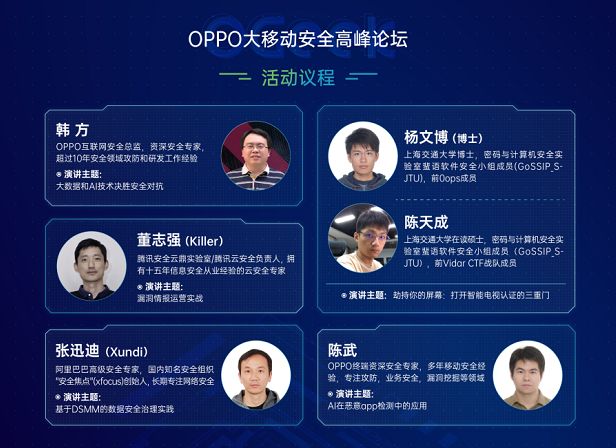 OPPO大移动安全高峰论坛
活动议程
韩 方
OPPO互联网安全总监，资深安全专家，
超过10年安全领域攻防和研发工作经验
演讲主题：
大数据和AI技术决胜安全对抗
董志强（Killer）
腾讯安全云鼎实验室/腾讯云安全负责人，拥
有十五年信息安全从业经验的云安全专家
演讲主题：
漏洞情报运营实战
张迅迪（Xundi）
阿里巴巴高级安全专家，国内知名安全组织
"安全焦点"(xfocus)创始人，长期专注网络安全
演讲主题：
基于DSMM的数据安全治理实践
杨文博（博士）
上海交通大学博士，密码与计算机安全实
验室蜚语软件安全小组成员(GoSSIP_S-
JTU)，前0ops成员
陈天成
上海交通大学在读硕士，密码与计算机安全实
验室蜚语软件安全小组成员（GoSSIP_S-
JTU），前Vidar CTF战队成员
演讲主题： 劫持你的屏幕：打开智能电视认证的三重门
陈武
OPPO终端资深安全专家，多年移动安全经
验，专注攻防，业务安全，漏洞挖掘等领域
演讲主题：
AI在恶意app检测中的应用